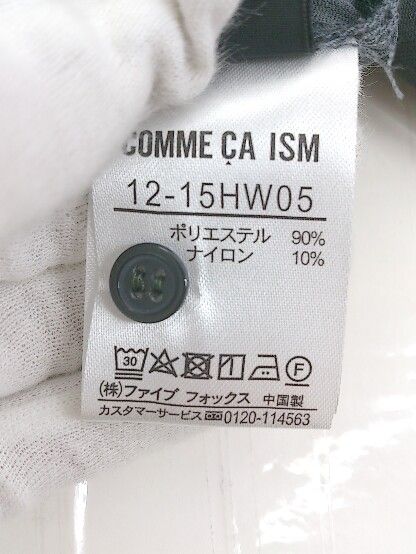 COMME ÇA ISM
12-15HW05
ポリエステル 90%
ナイロン 10%
30 F
(株)ファイブ フォックス 中国製
カスタマーサービス 0120-114563